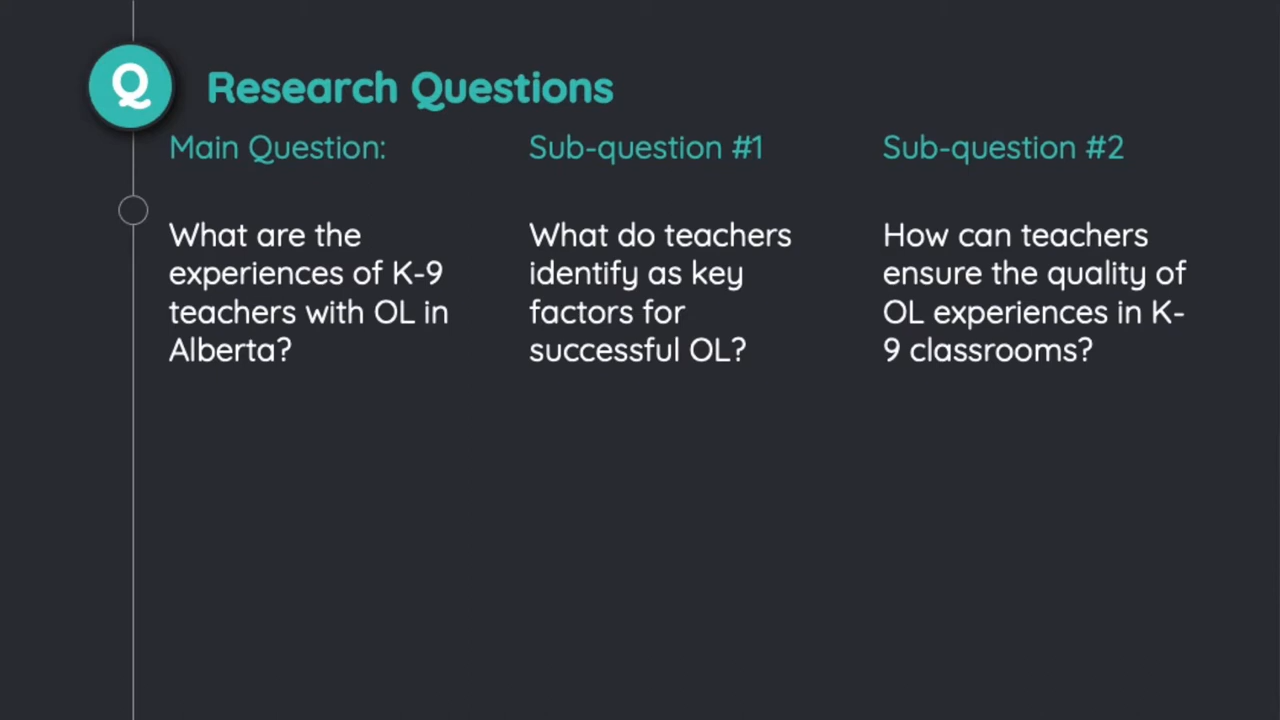 Q
Research Questions
Main Question:
What are the
experiences of K-9
teachers with OL in
Alberta?
Sub-question #1
What do teachers
identify as key
factors for
successful OL?
Sub-question #2
How can teachers
ensure the quality of
OL experiences in K-
9 classrooms?